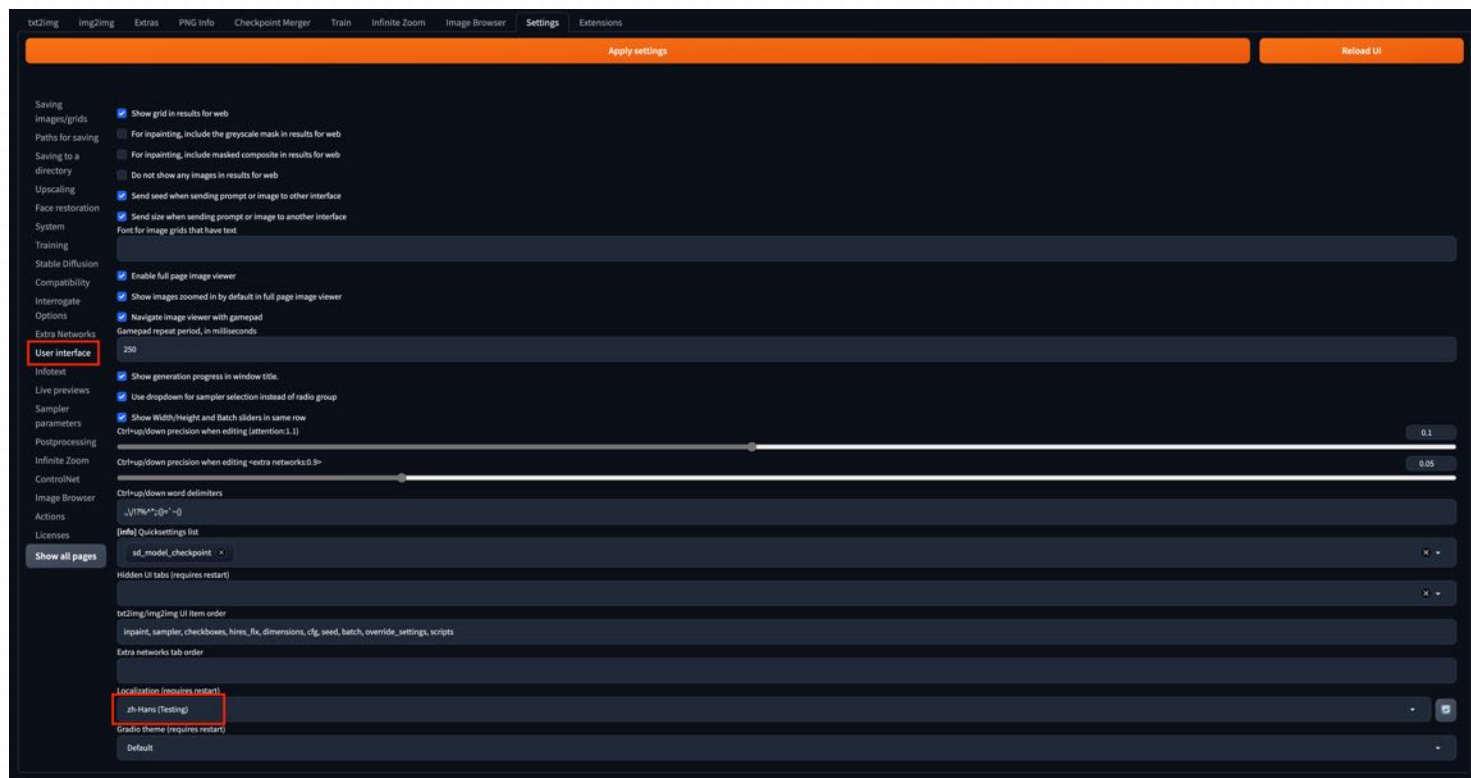 txt2img img2img Extras PNG Info Checkpoint Merger Train Infinite Zoom Image Browser Settings Extensions
Apply settings
Reload UI
Saving
images/grids
Paths for saving
Saving to a
directory
Upscaling
Face restoration
System
Training
Stable Diffusion
Compatibility
Interrogate
Options
Extra Networks
User interface
Infotext
Live previews
Sampler
parameters
Postprocessing
Infinite Zoom
ControlNet
Image Browser
Actions
Licenses
Show all pages
Show grid in results for web
For inpainting, include the greyscale mask in results for web
For inpainting, include masked composite in results for web
Do not show any images in results for web
Send seed when sending prompt or image to other interface
Send size when sending prompt or image to another interface
Font for image grids that have text
Enable full page image viewer
Show images zoomed in by default in full page image viewer
Navigate image viewer with gamepad
Gamepad repeat period, in milliseconds
250
Show generation progress in window title.
Use dropdown for sampler selection instead of radio group
Show Width/Height and Batch sliders in same row
Ctrl+up/down precision when editing (attention:1.1)
0.1
Ctrl+up/down precision when editing <extra networks:0.9>
0.05
Ctrl+up/down word delimiters
[info] Quicksettings list
sd_model_checkpoint ×
Hidden UI tabs (requires restart)
txt2img/img2img UI item order
inpaint, sampler, checkboxes, hires_fix, dimensions, cfg, seed, batch, override_settings, scripts
Extra networks tab order
Localization (requires restart)
zh-Hans (Testing)
Gradio theme (requires restart)
Default